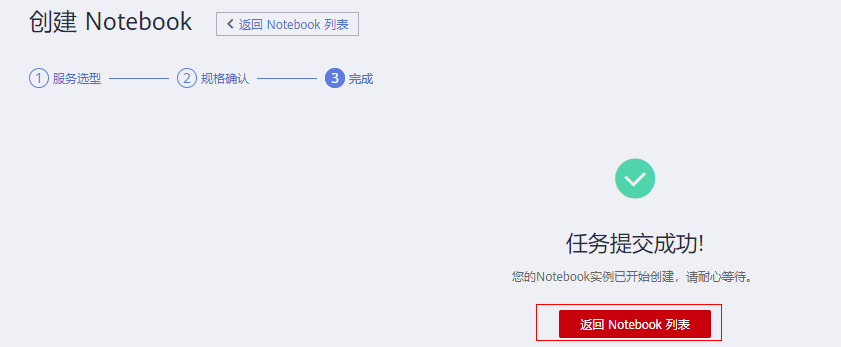 创建 Notebook
返回 Notebook 列表
1 服务选型 2 规格确认 3 完成
任务提交成功!
您的Notebook实例已开始创建，请耐心等待。
返回 Notebook 列表